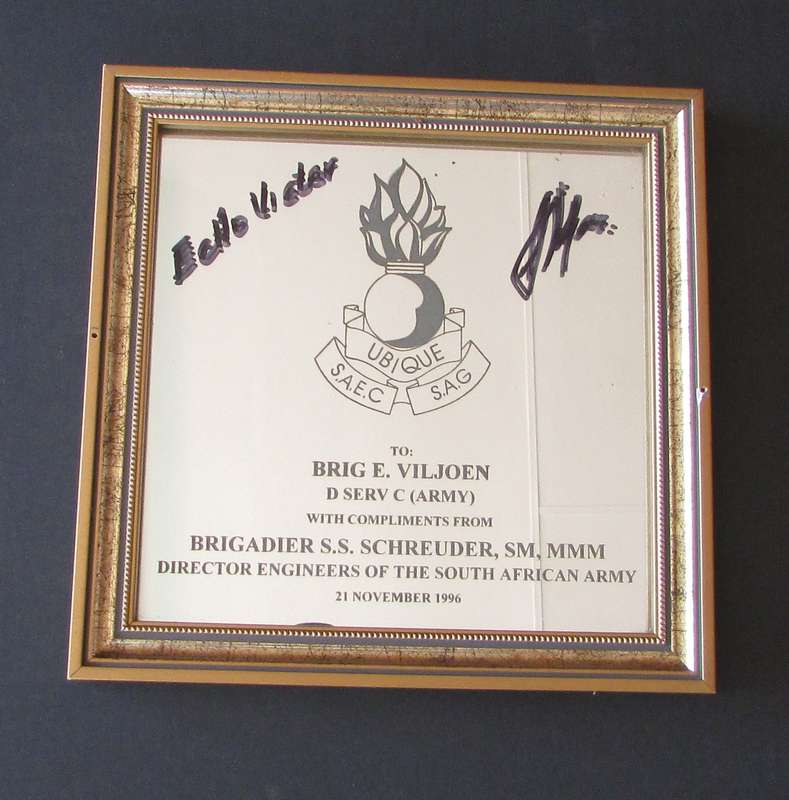 Echo Victor
UBIQUE
S.A.E.C S.A.G
TO:
BRIG E. VILJOEN
D SERV C (ARMY)
WITH COMPLIMENTS FROM
BRIGADIER S.S. SCHREUDER, SM, MMM
DIRECTOR ENGINEERS OF THE SOUTH AFRICAN ARMY
21 NOVEMBER 1996